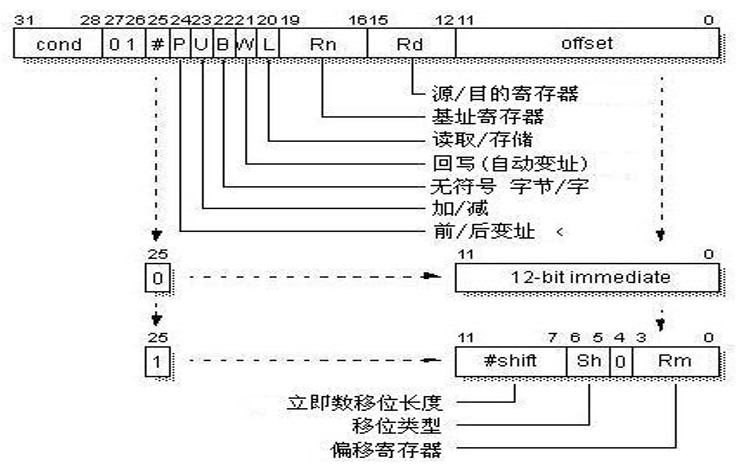 31 28 27 26 25 24 23 22 21 20 19 16 15 12 11 0
cond 0 1 # P U B W L Rn Rd offset
源/目的寄存器
基址寄存器
读取/存储
回写(自动变址)
无符号 字节/字
加/减
前/后变址 <
25 11 0
0 12-bit immediate
25 11 7 6 5 4 3 0
1 #shift Sh 0 Rm
立即数移位长度
移位类型
偏移寄存器